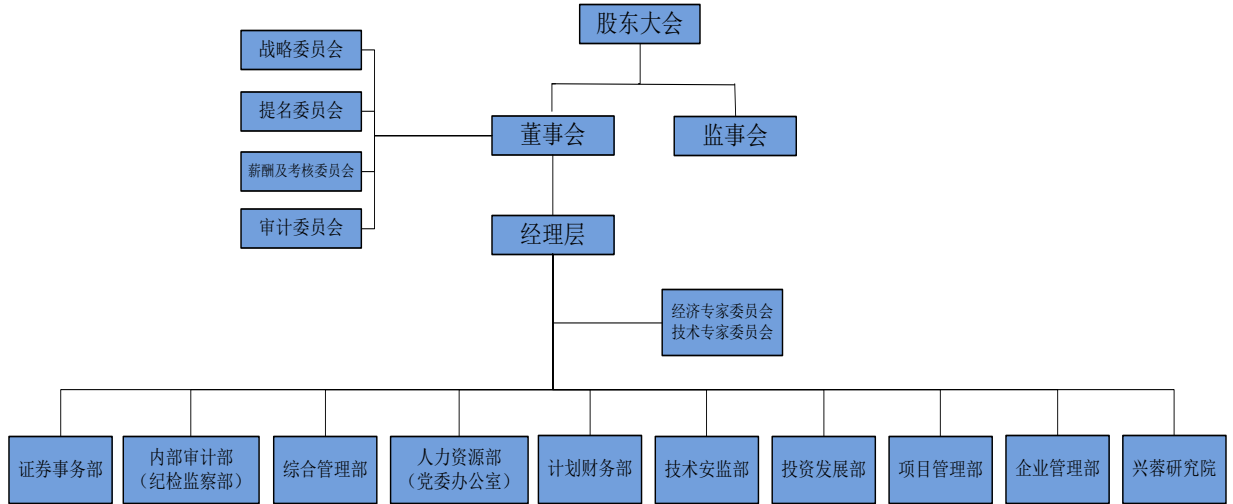 股东大会
战略委员会
提名委员会
董事会
监事会
薪酬及考核委员会
审计委员会
经理层
经济专家委员会
技术专家委员会
证券事务部
内部审计部
（纪检监察部）
综合管理部
人力资源部
（党委办公室）
计划财务部
技术安监部
投资发展部
项目管理部
企业管理部
兴蓉研究院